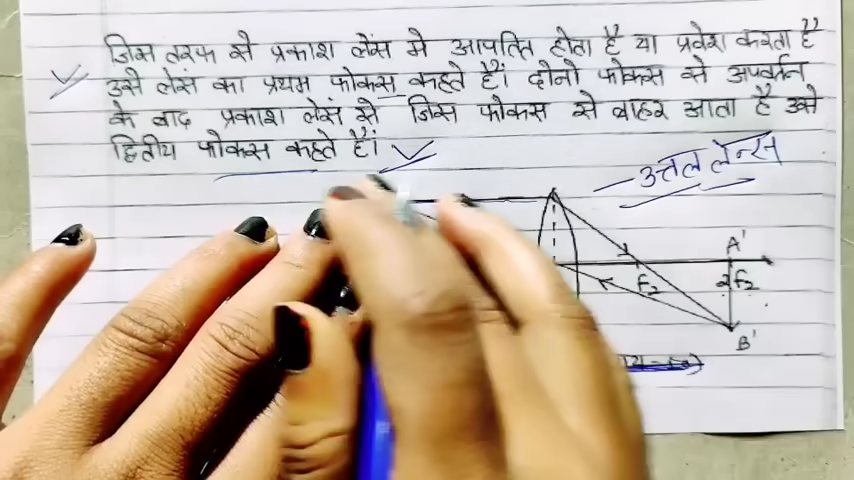 जिस तरफ से प्रकाश लेंस मे आपतित होता है या प्रवेश करता है
उसे लेंस का प्रथम फोकस कहते हैं। दोनो फोकस से अपवर्तन
के बाद प्रकाश लेंस से जिस फोकस से बाहर आता है उसे
द्वितीय फोकस कहते हैं।
उत्तल लेन्स
A'
F₂ 2F₂
B'